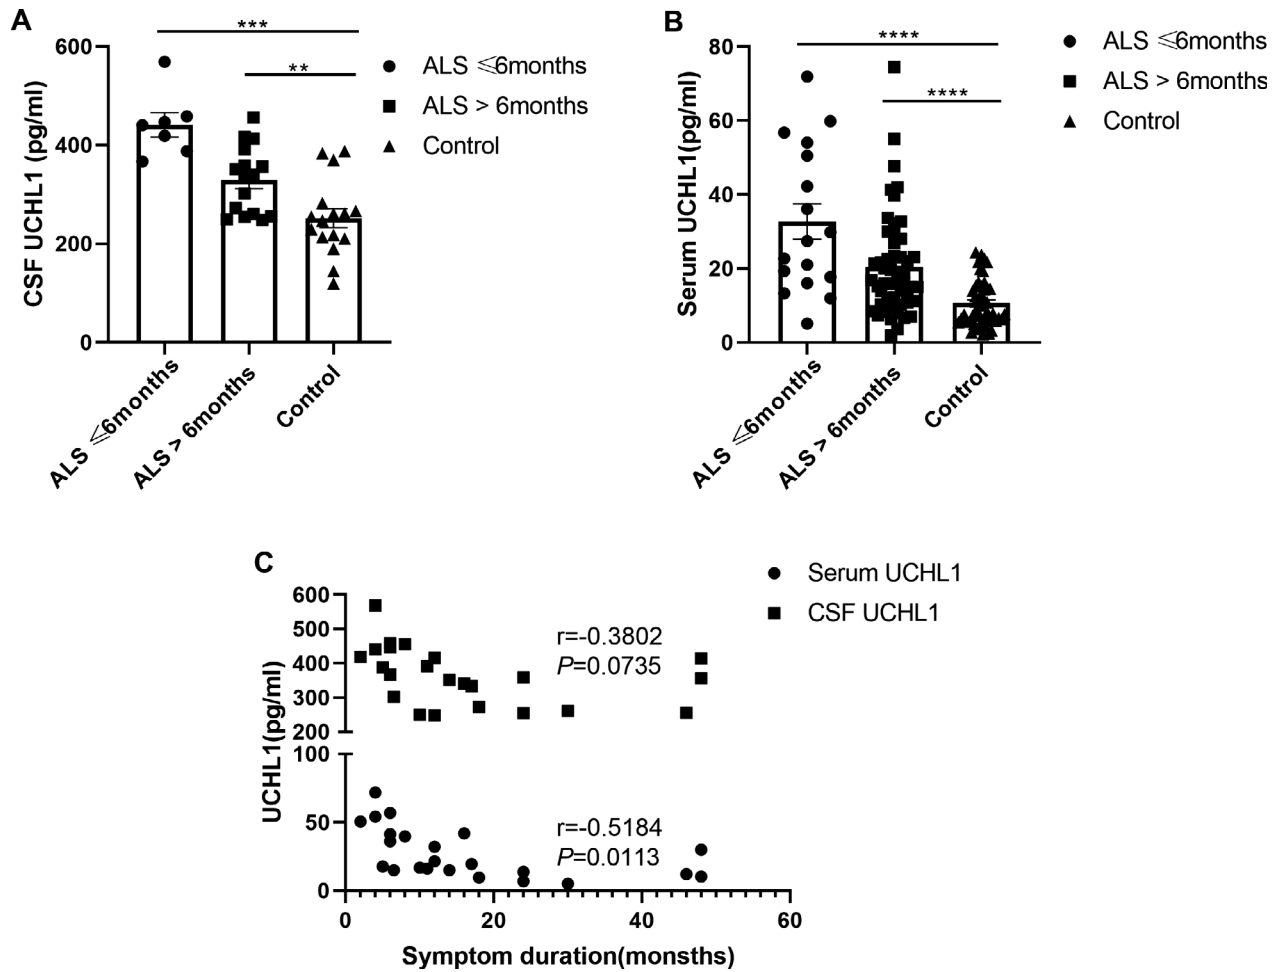 A
***
**
600
400
200
0
CSF UCHL1 (pg/ml)
ALS ≤6months
ALS > 6months
Control
ALS ≤6months
ALS > 6months
Control
B
****
****
80
60
40
20
0
Serum UCHL1(pg/ml)
ALS ≤6months
ALS > 6months
Control
ALS ≤6months
ALS > 6months
Control
C
Serum UCHL1
CSF UCHL1
600
500
400
300
200
100
50
0
UCHL1(pg/ml)
r=-0.3802
P=0.0735
r=-0.5184
P=0.0113
0 20 40 60
Symptom duration(monsths)